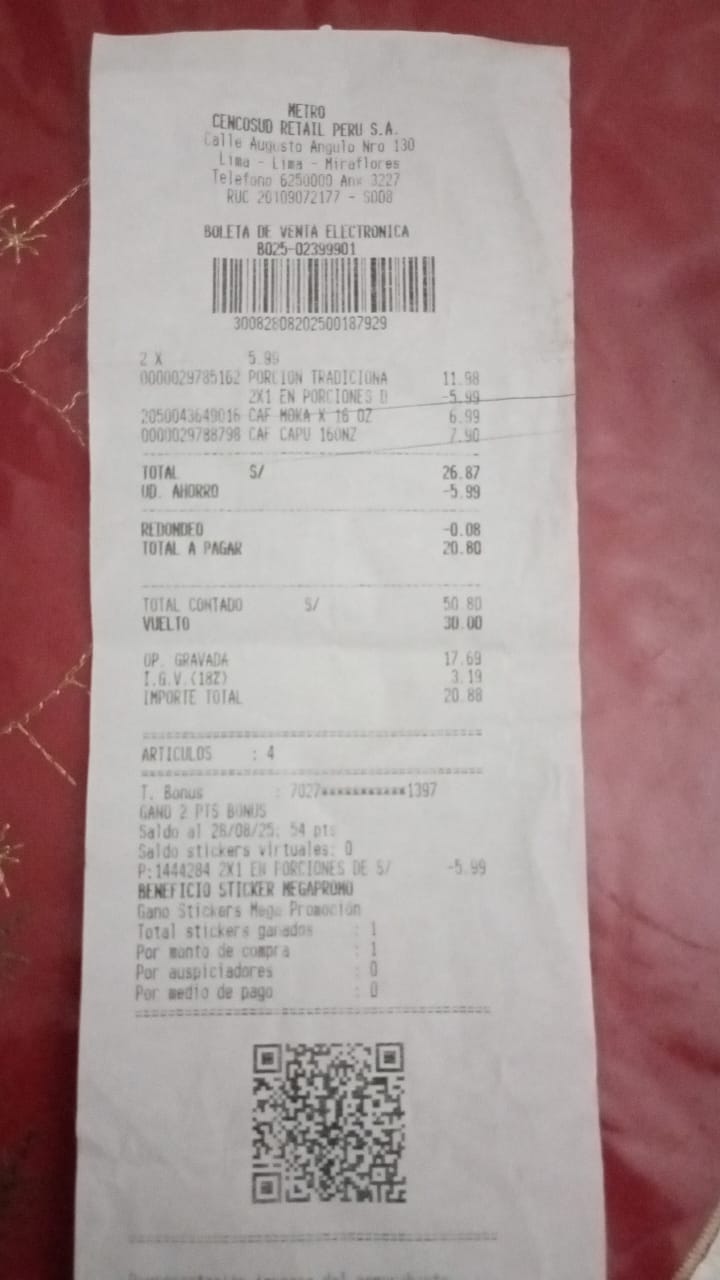 METRO
CENCOSUD RETAIL PERU S.A.
Calle Augusto Angulo Nro 130
Lima - Lima - Miraflores
Telefono 6250000 Anx 3227
RUC 20109072177 - S008
BOLETA DE VENTA ELECTRONICA
B025-02399901
30082808202500187929
2 X 5.99
0000029785162 PORCION TRADICIONA 11.98
2X1 EN PORCIONES D -5.99
2050043649016 CAF MOKA X 16 OZ 6.99
0000029788798 CAF CAPU 16ONZ 7.90
TOTAL S/ 26.87
UD. AHORRO -5.99
REDONDEO -0.08
TOTAL A PAGAR 20.80
TOTAL CONTADO S/ 50.80
VUELTO 30.00
OP. GRAVADA 17.69
I.G.V.(18%) 3.19
IMPORTE TOTAL 20.88
ARTICULOS : 4
T. Bonus : 7027***********1397
GANO 2 PTS BONUS
Saldo al 28/08/25: 54 pts
Saldo stickers virtuales: 0
P:1444284 2X1 EN PORCIONES DE S/ -5.99
BENEFICIO STICKER MEGAPROMO
Gano Stickers Mega Promoción
Total stickers ganados : 1
Por monto de compra : 1
Por auspiciadores : 0
Por medio de pago : 0